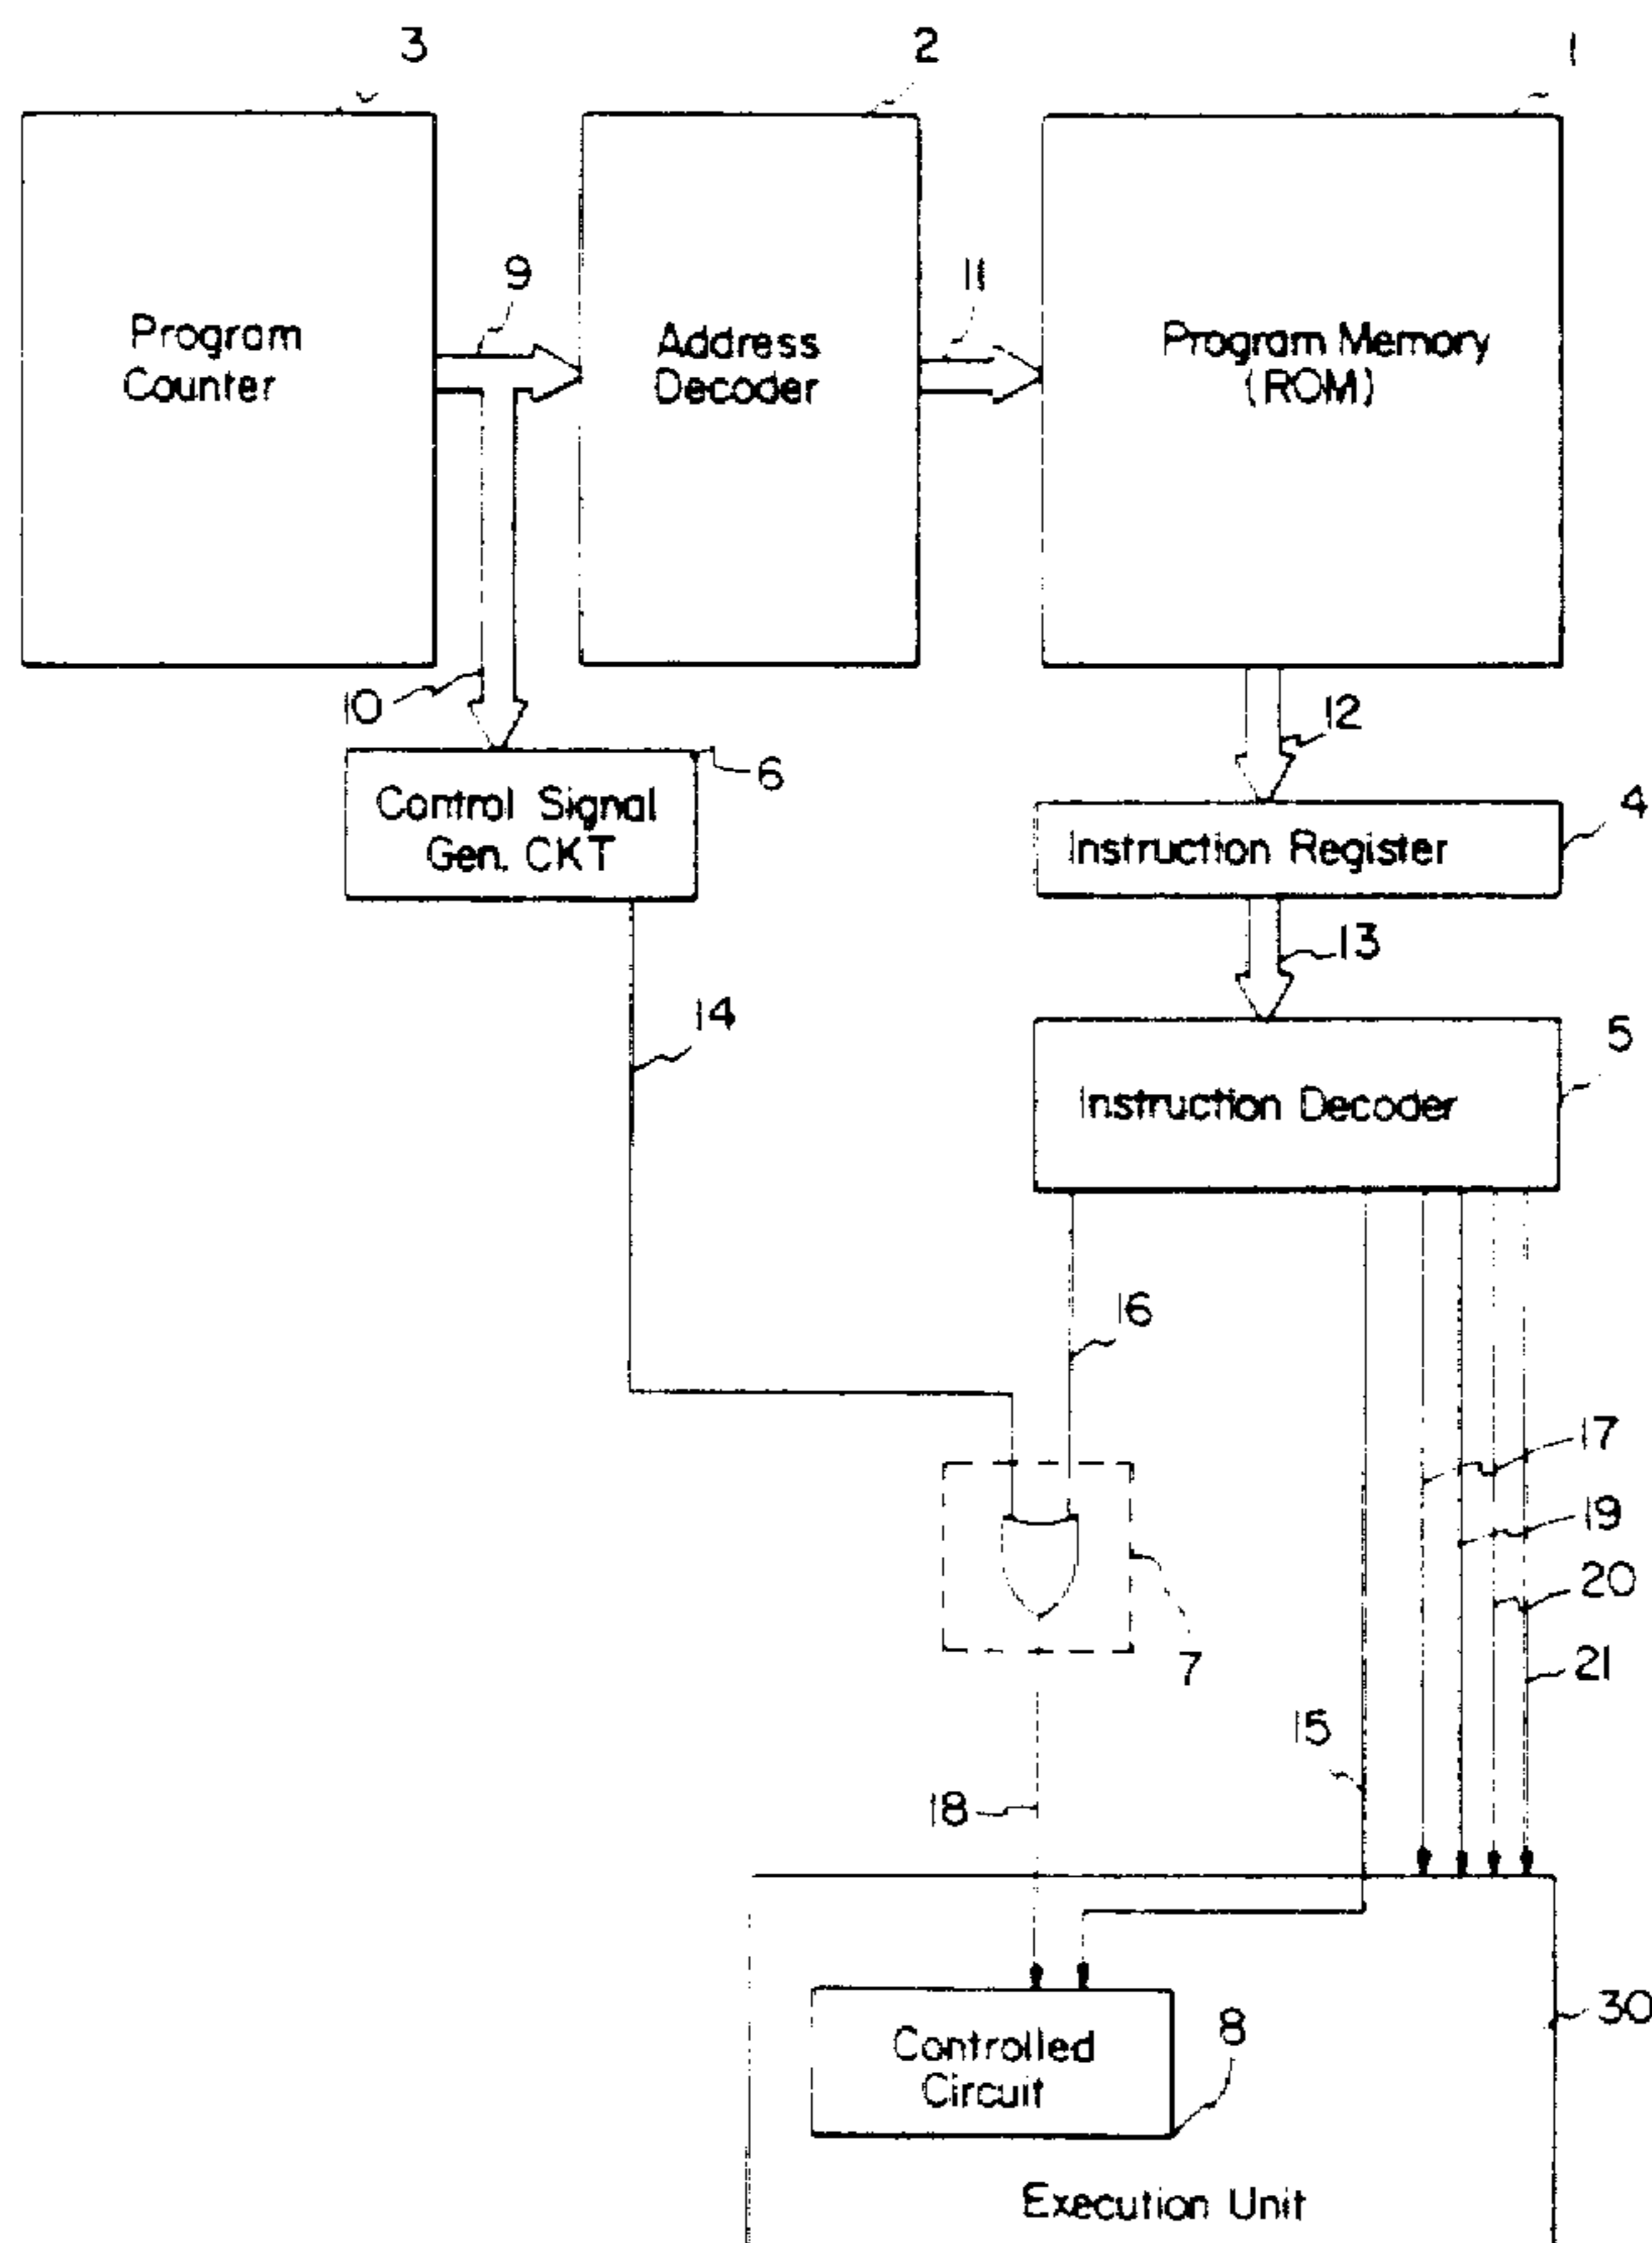 3
2
1
9
11
Program
Counter
Address
Decoder
Program Memory
(ROM)
10
12
6
Control Signal
Gen. CKT
4
Instruction Register
13
14
5
Instruction Decoder
16
17
19
20
7
21
15
18
30
8
Controlled
Circuit
Execution Unit